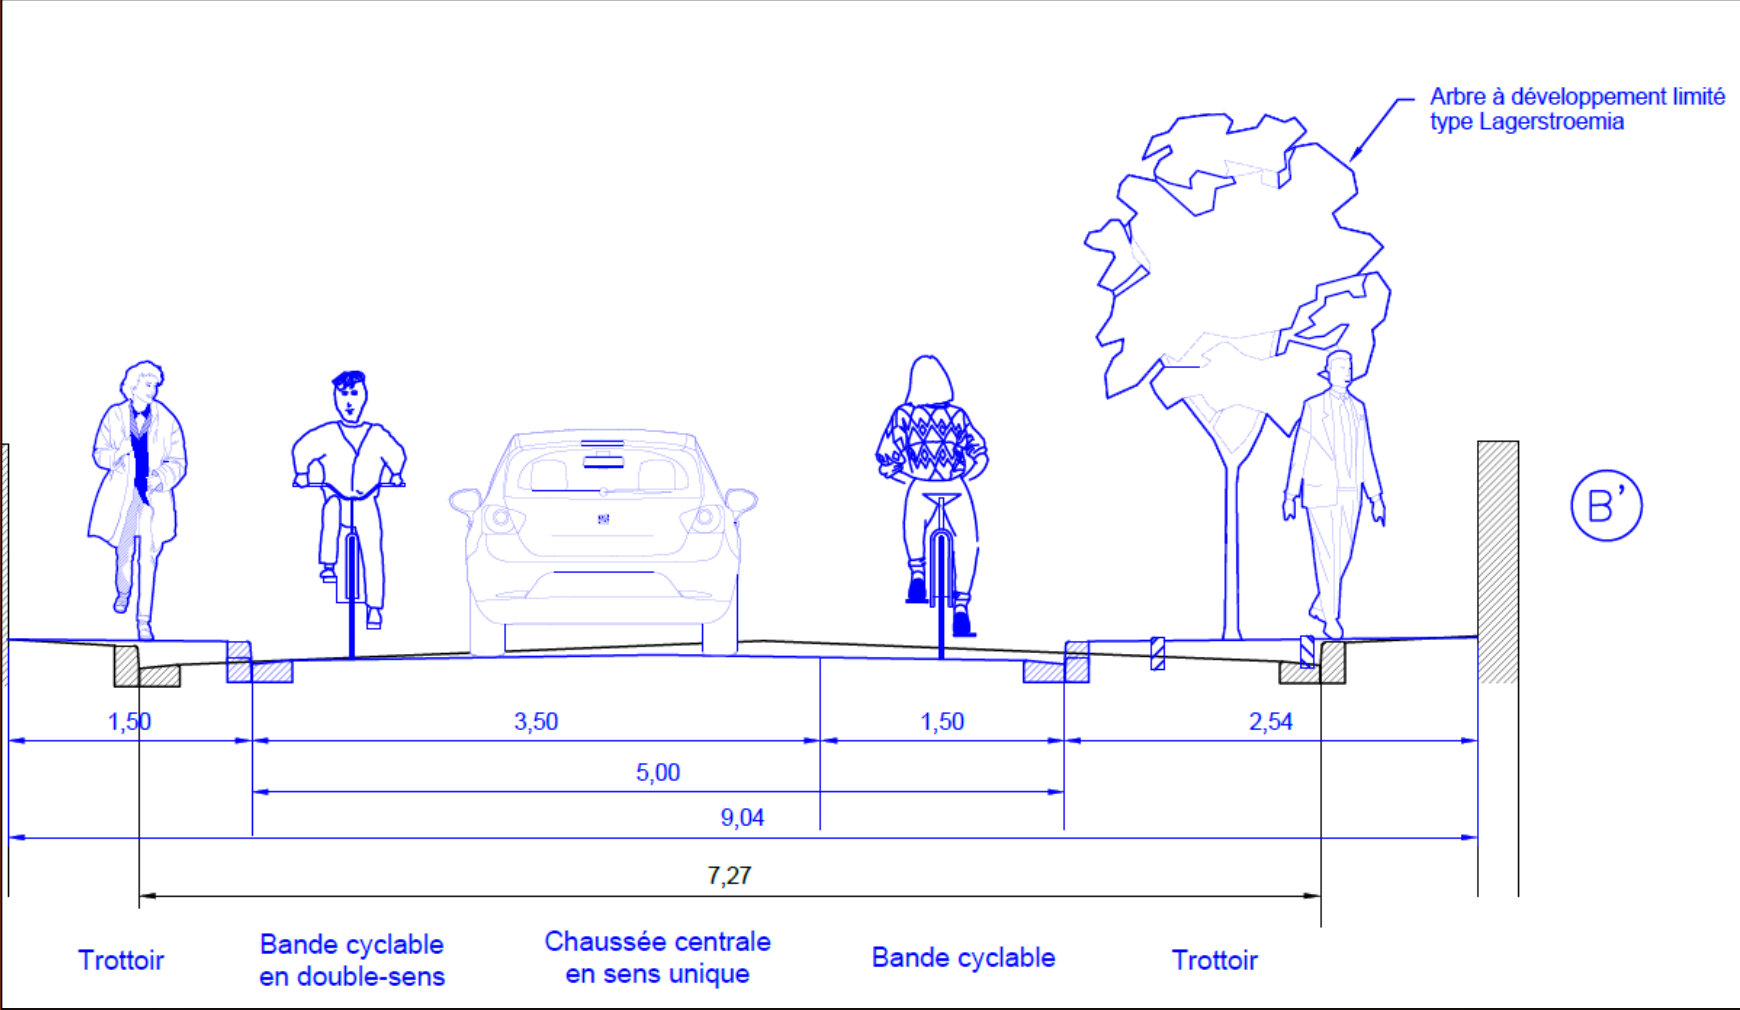 Arbre à développement limité
type Lagerstroemia
B'
1,50
3,50
1,50
2,54
5,00
9,04
7,27
Trottoir
Bande cyclable
en double-sens
Chaussée centrale
en sens unique
Bande cyclable
Trottoir